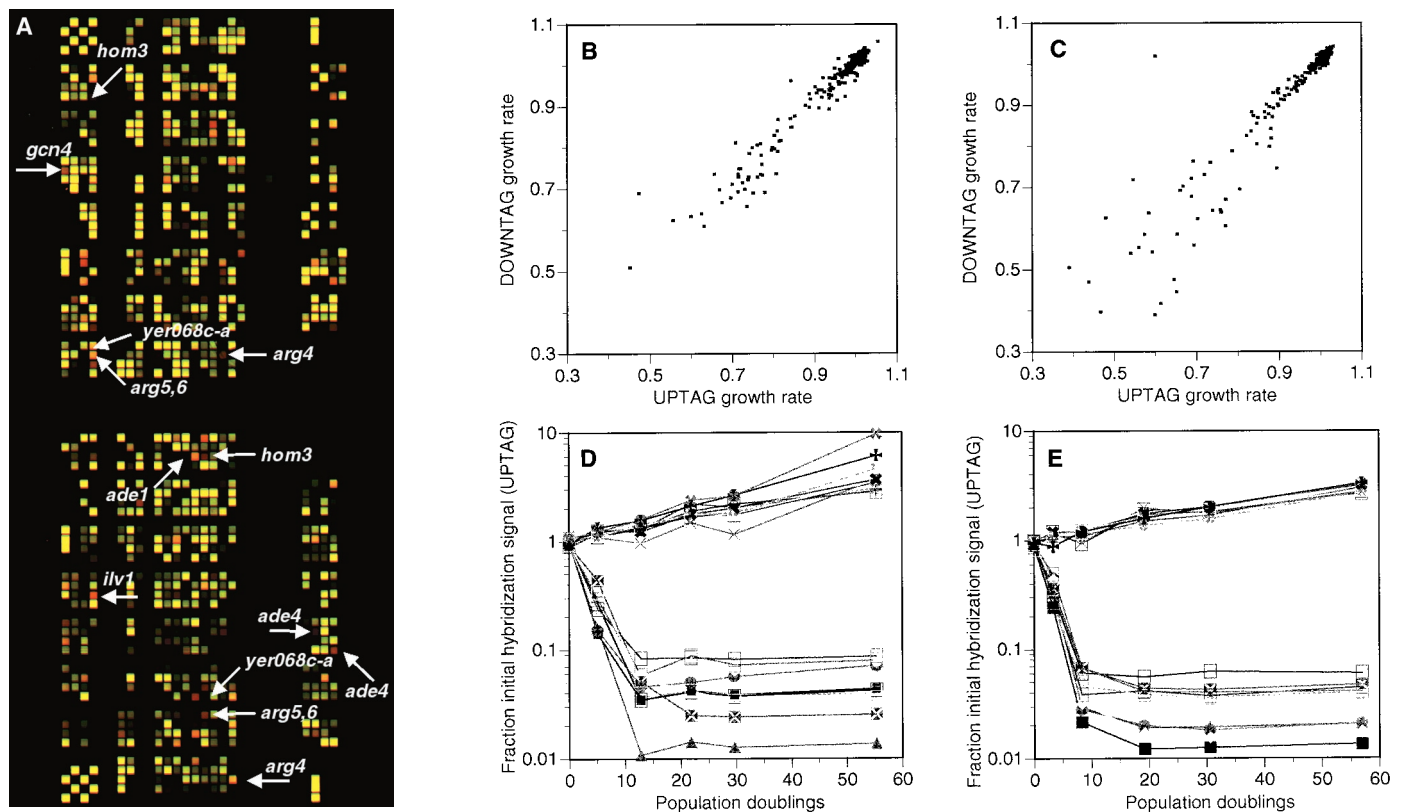 A
hom3
gcn4
yer068c-a
arg4
arg5,6
hom3
ade1
ilv1
ade4
yer068c-a
ade4
arg5,6
arg4
B
DOWNTAG growth rate
1.1
0.9
0.7
0.5
0.3
0.3 0.5 0.7 0.9 1.1
UPTAG growth rate
C
DOWNTAG growth rate
1.1
0.9
0.7
0.5
0.3
0.3 0.5 0.7 0.9 1.1
UPTAG growth rate
D
Fraction initial hybridization signal (UPTAG)
10
1
0.1
0.01
0 10 20 30 40 50 60
Population doublings
E
Fraction initial hybridization signal (UPTAG)
10
1
0.1
0.01
0 10 20 30 40 50 60
Population doublings